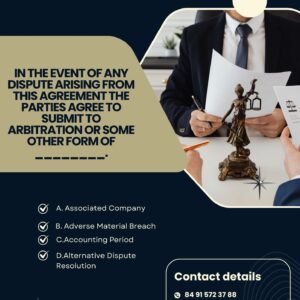 IN THE EVENT OF ANY
DISPUTE ARISING FROM
THIS AGREEMENT THE
PARTIES AGREE TO
SUBMIT TO
ARBITRATION OR SOME
OTHER FORM OF
________.
A. Associated Company
B. Adverse Material Breach
C.Accounting Period
D.Alternative Dispute
Resolution
Contact details
84 91 572 37 88